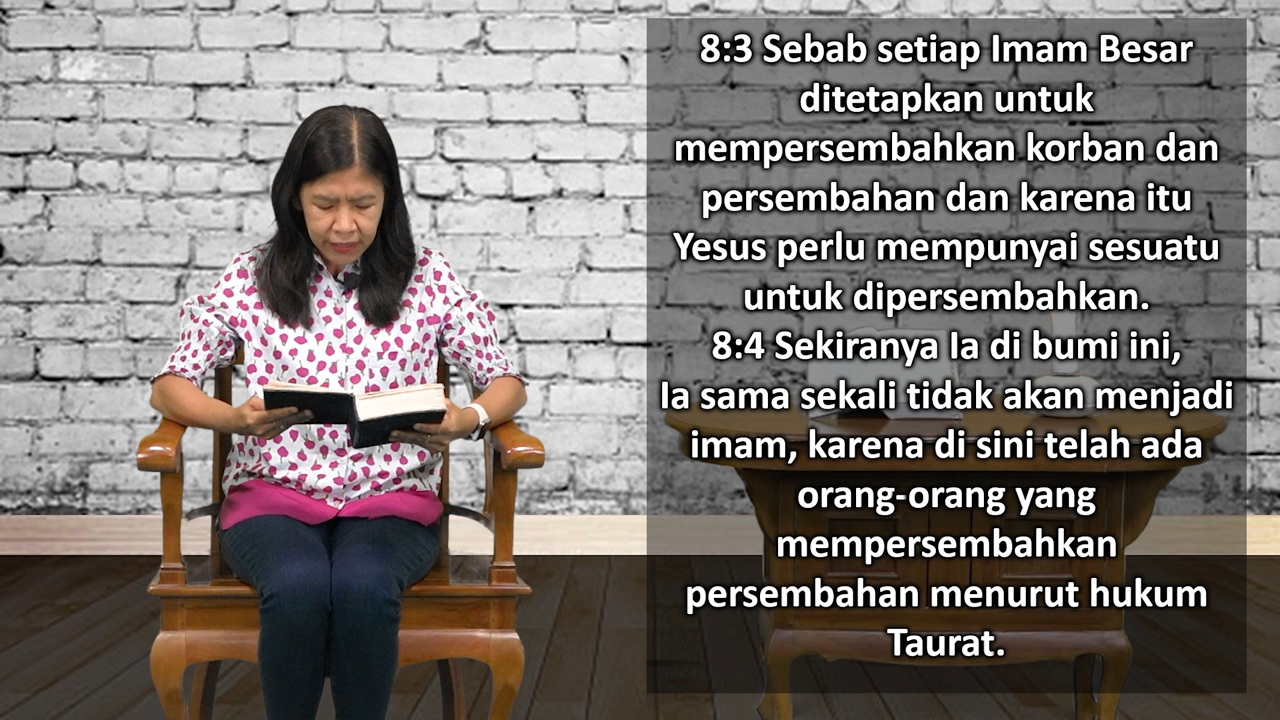 8:3 Sebab setiap Imam Besar
ditetapkan untuk
mempersembahkan korban dan
persembahan dan karena itu
Yesus perlu mempunyai sesuatu
untuk dipersembahkan.
8:4 Sekiranya Ia di bumi ini,
Ia sama sekali tidak akan menjadi
imam, karena di sini telah ada
orang-orang yang
mempersembahkan
persembahan menurut hukum
Taurat.